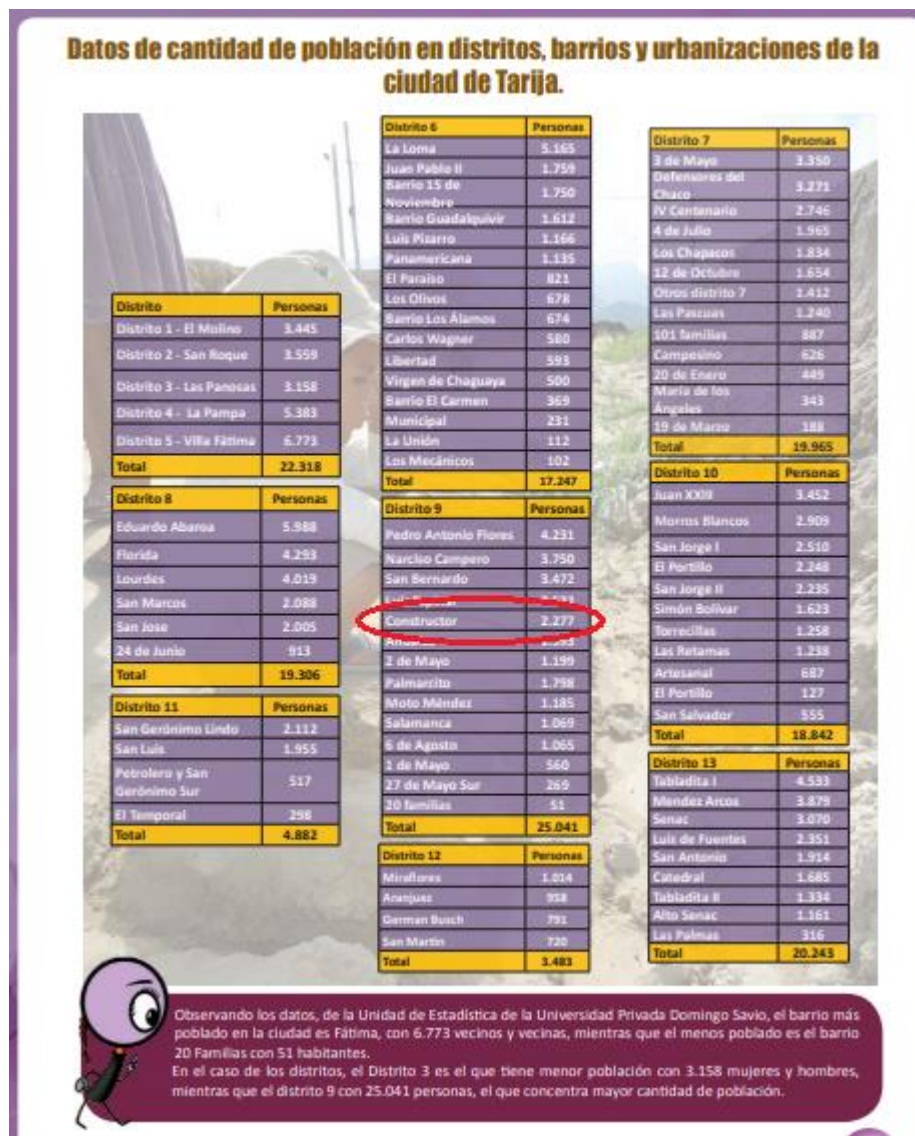 Datos de cantidad de población en distritos, barrios y urbanizaciones de la
ciudad de Tarija.
Distrito Personas
Distrito 1 - El Molino 3.445
Distrito 2 - San Roque 3.559
Distrito 3 - Las Panosas 3.158
Distrito 4 - La Pampa 5.383
Distrito 5 - Villa Fátima 6.773
Total 22.318
Distrito 8 Personas
Eduardo Abaroa 5.988
Florida 4.293
Lourdes 4.019
San Marcos 2.088
San Jose 2.005
24 de Junio 913
Total 19.306
Distrito 11 Personas
San Gerónimo Lindo 2.112
San Luis 1.955
Petrolero y San
Gerónimo Sur 517
El Temporal 298
Total 4.882
Distrito 6 Personas
La Loma 5.165
Juan Pablo II 1.759
Barrio 15 de
Noviembre 1.750
Barrio Guadalquivir 1.612
Luis Pizarro 1.166
Panamericana 1.135
El Paraíso 821
Los Olivos 678
Barrio Los Álamos 674
Carlos Wagner 580
Libertad 593
Virgen de Chaguaya 500
Barrio El Carmen 369
Municipal 231
La Unión 112
Los Mecánicos 102
Total 17.247
Distrito 9 Personas
Pedro Antonio Flores 4.231
Narciso Campero 3.750
San Bernardo 3.472
Luis Espinal
Constructor 2.277
2 de Mayo 1.199
Palmarcito 1.798
Moto Méndez 1.185
Salamanca 1.069
6 de Agosto 1.065
1 de Mayo 560
27 de Mayo Sur 269
20 familias 51
Total 25.041
Distrito 12 Personas
Miraflores 1.014
Aranjuez 958
German Busch 791
San Martin 720
Total 3.483
Distrito 7 Personas
3 de Mayo 3.350
Defensores del
Chaco 3.271
IV Centenario 2.746
4 de Julio 1.965
Los Chapacos 1.834
12 de Octubre 1.654
Otros distrito 7 1.412
Las Pascuas 1.240
101 familias 887
Campesino 626
20 de Enero 449
María de los
Ángeles 343
19 de Marzo 188
Total 19.965
Distrito 10 Personas
Juan XXIII 3.452
Morros Blancos 2.909
San Jorge I 2.510
El Portillo 2.248
San Jorge II 2.235
Simón Bolívar 1.623
Torrecillas 1.258
Las Retamas 1.238
Artesanal 687
El Portillo 127
San Salvador 555
Total 18.842
Distrito 13 Personas
Tabladita I 4.533
Mendez Arcos 3.879
Senac 3.070
Luis de Fuentes 2.351
San Antonio 1.914
Catedral 1.685
Tabladita II 1.334
Alto Senac 1.161
Las Palmas 316
Total 20.243
Observando los datos, de la Unidad de Estadística de la Universidad Privada Domingo Savio, el barrio más
poblado en la ciudad es Fátima, con 6.773 vecinos y vecinas, mientras que el menos poblado es el barrio
20 Familias con 51 habitantes.
En el caso de los distritos, el Distrito 3 es el que tiene menor población con 3.158 mujeres y hombres,
mientras que el distrito 9 con 25.041 personas, el que concentra mayor cantidad de población.